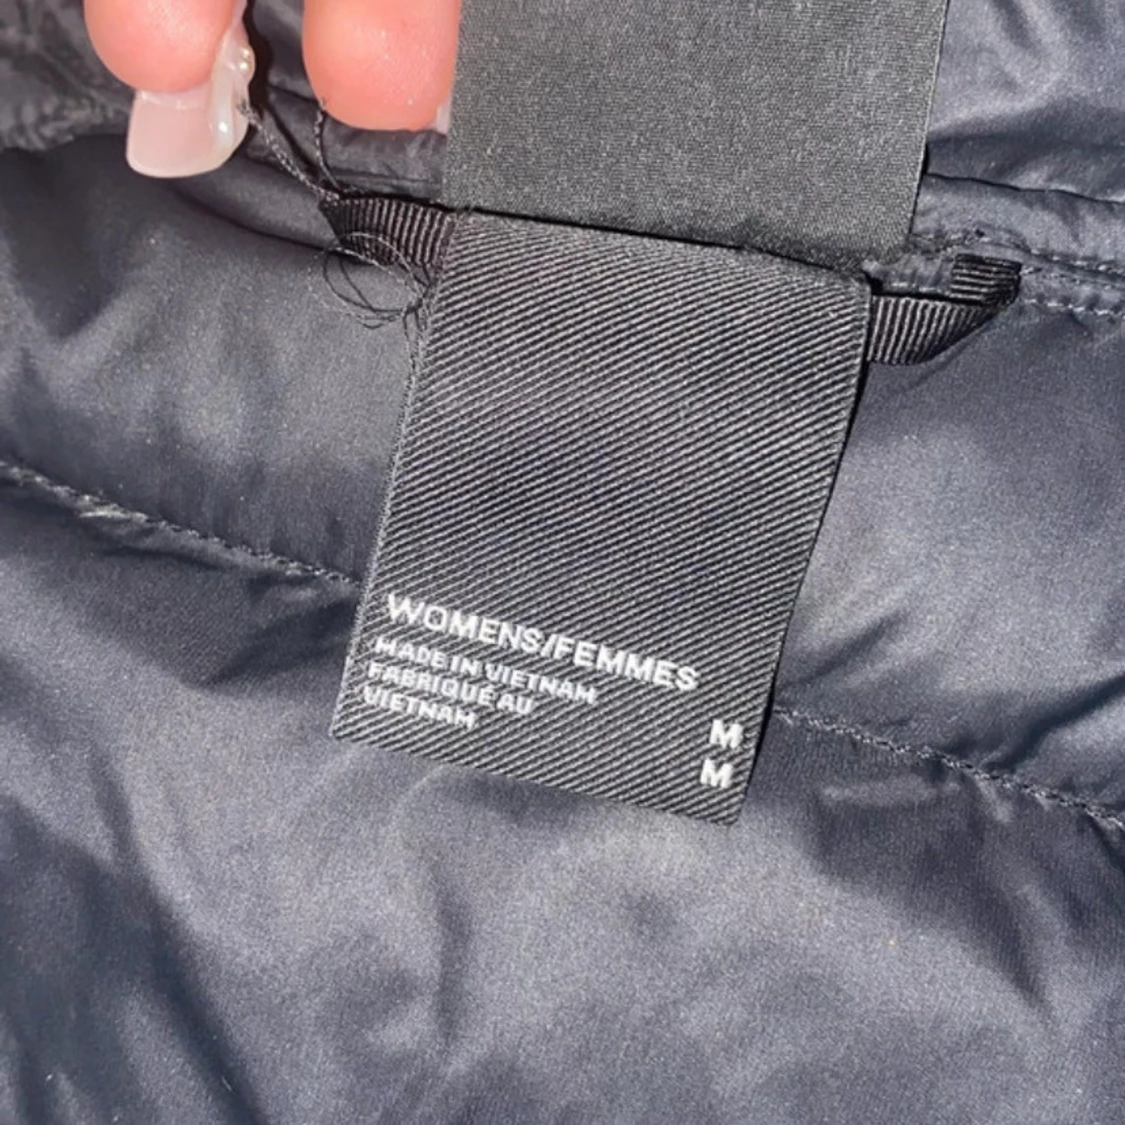 WOMENS/FEMMES
MADE IN VIETNAM
FABRIQUÉ AU
VIETNAM
M
M